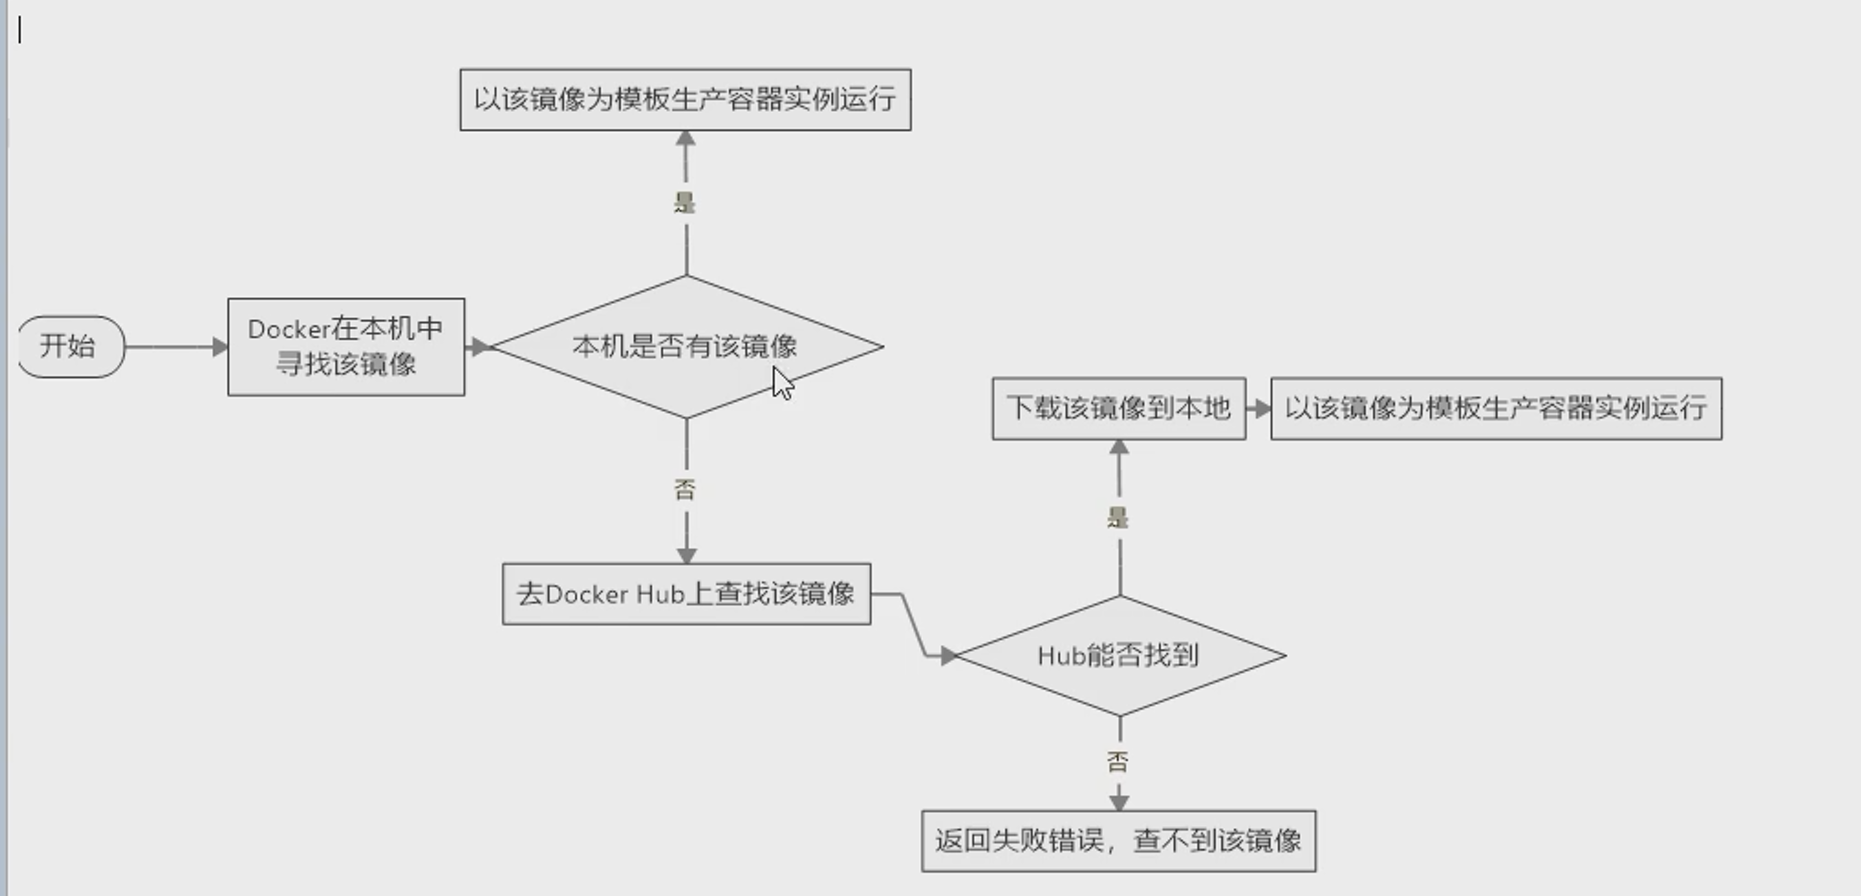 以该镜像为模板生产容器实例运行
是
开始
Docker在本机中
寻找该镜像
本机是否有该镜像
否
去Docker Hub上查找该镜像
下载该镜像到本地
以该镜像为模板生产容器实例运行
是
Hub能否找到
否
返回失败错误，查不到该镜像